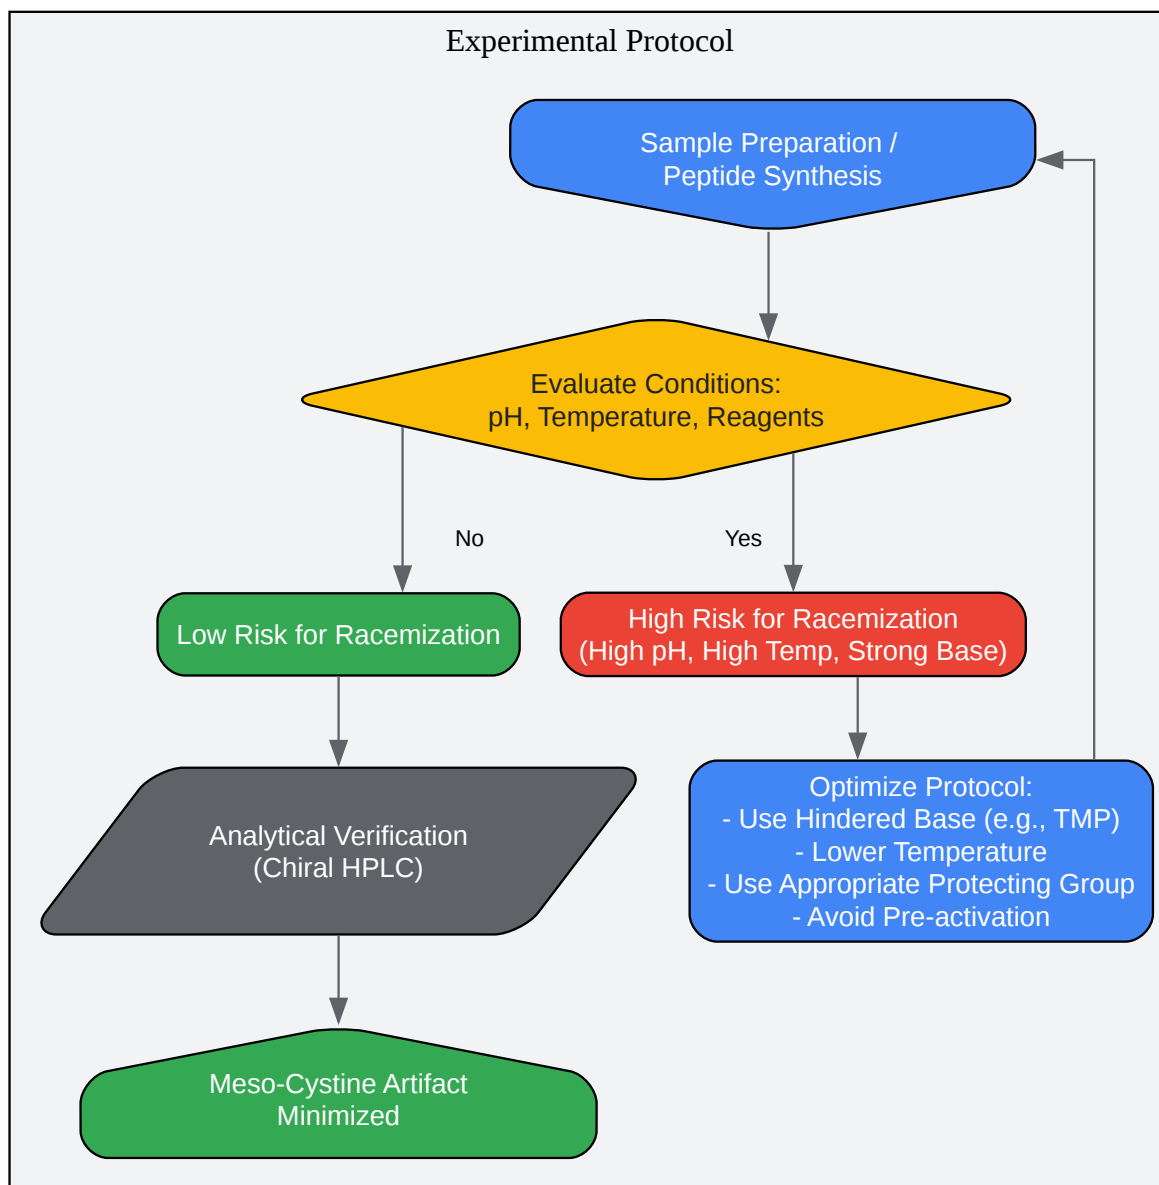 Experimental Protocol
Sample Preparation /
Peptide Synthesis
Evaluate Conditions:
pH, Temperature, Reagents
No
Yes
Low Risk for Racemization
High Risk for Racemization
(High pH, High Temp, Strong Base)
Analytical Verification
(Chiral HPLC)
Optimize Protocol:
- Use Hindered Base (e.g., TMP)
- Lower Temperature
- Use Appropriate Protecting Group
- Avoid Pre-activation
Meso-Cystine Artifact
Minimized